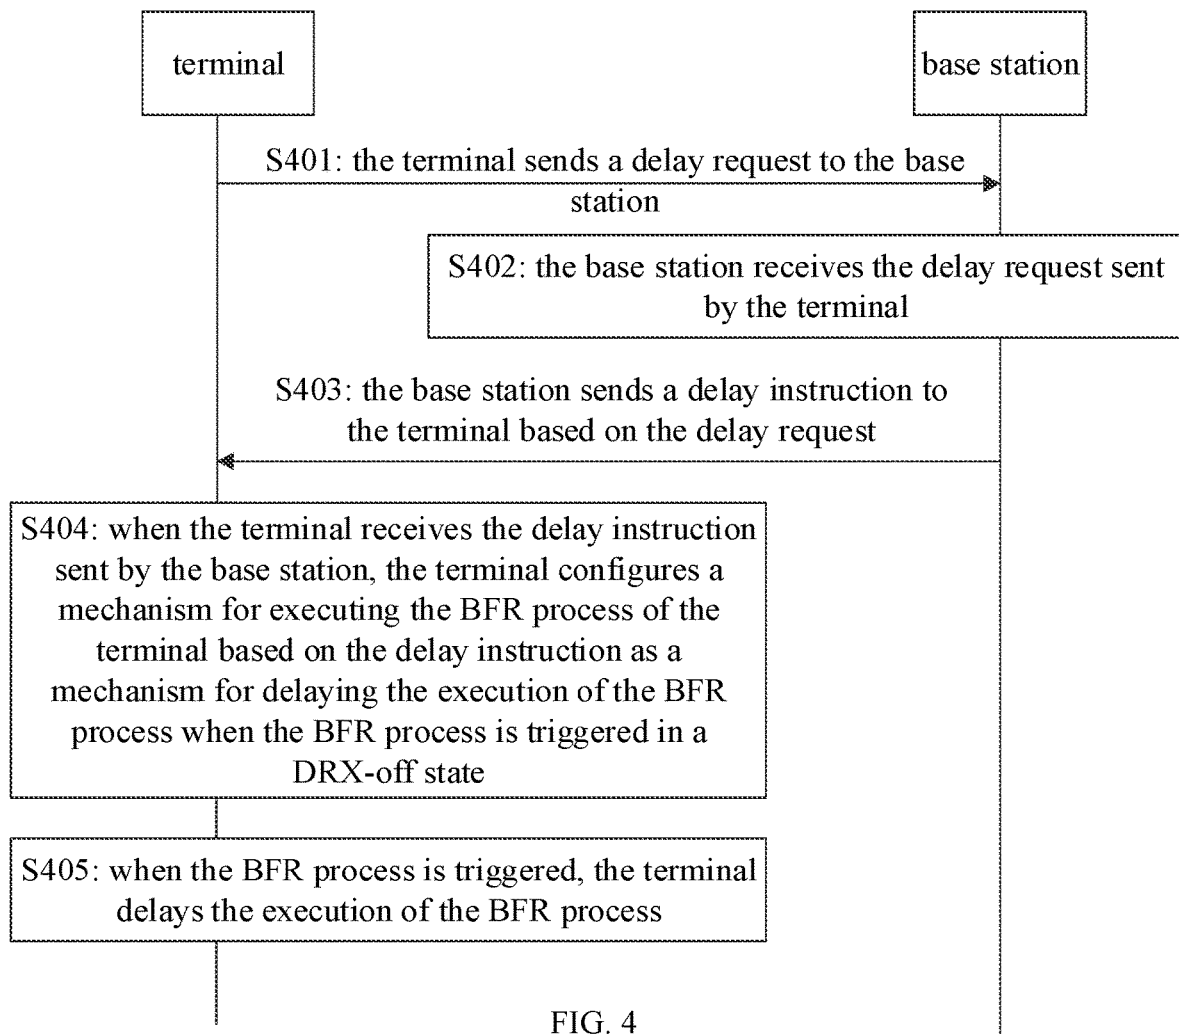 terminal
base station
S401: the terminal sends a delay request to the base
station
S402: the base station receives the delay request sent
by the terminal
S403: the base station sends a delay instruction to
the terminal based on the delay request
S404: when the terminal receives the delay instruction
sent by the base station, the terminal configures a
mechanism for executing the BFR process of the
terminal based on the delay instruction as a
mechanism for delaying the execution of the BFR
process when the BFR process is triggered in a
DRX-off state
S405: when the BFR process is triggered, the terminal
delays the execution of the BFR process
FIG. 4